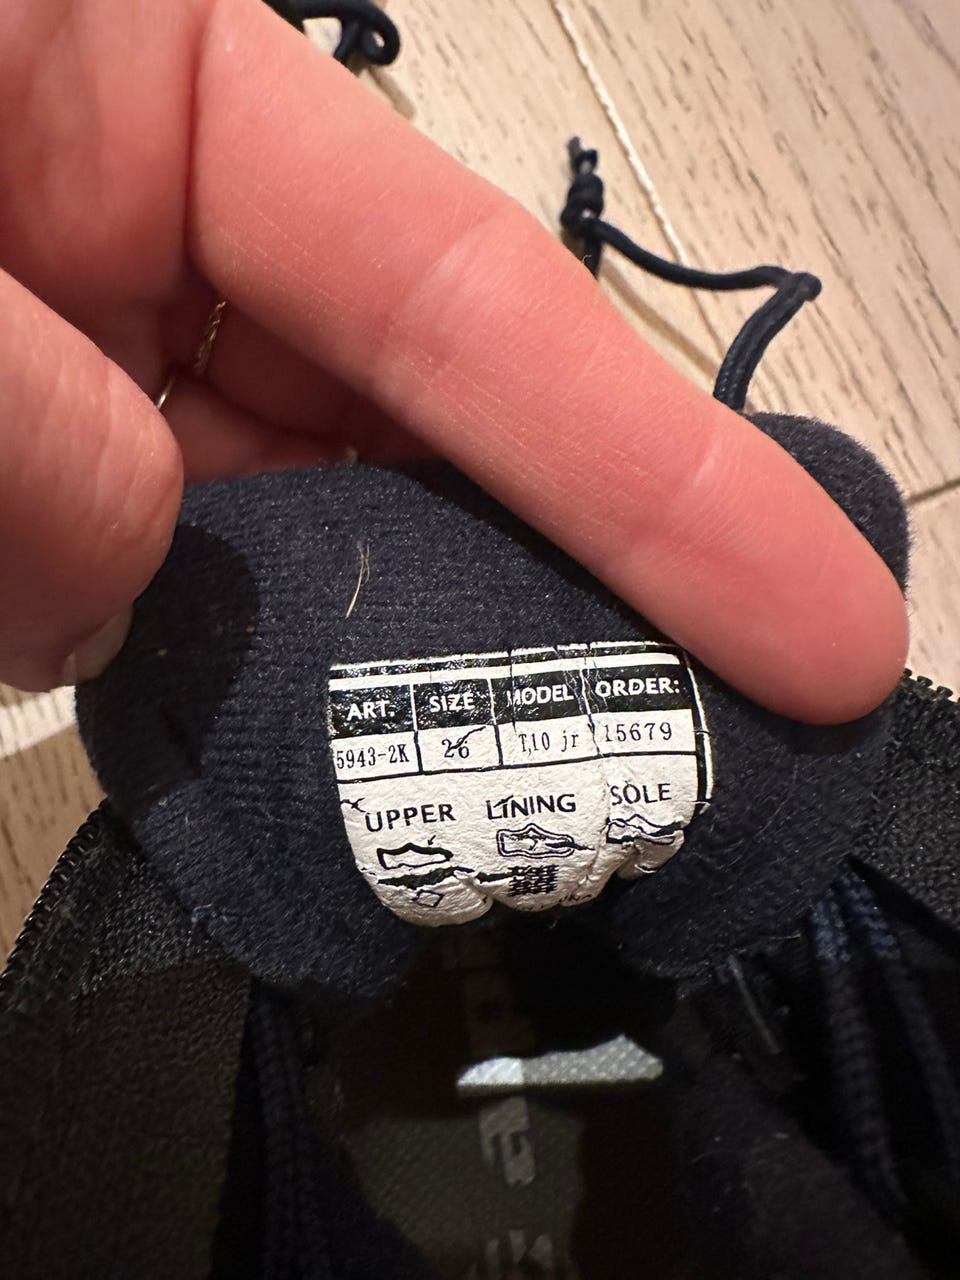 ART: SIZE MODEL ORDER:
5943-2K 26 T,10 jr 15679
UPPER LINING SOLE